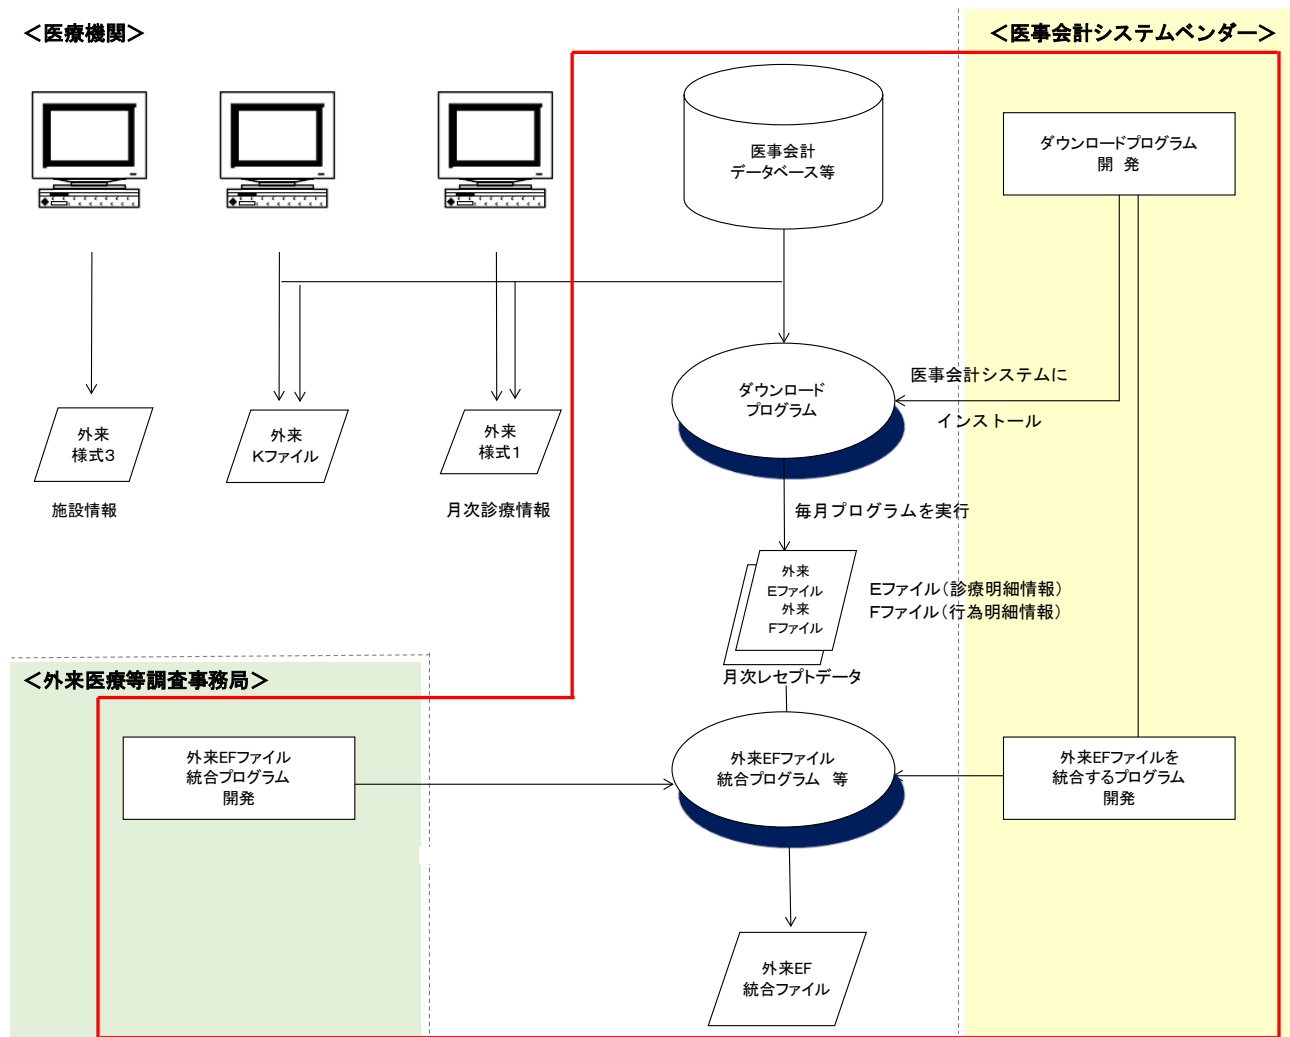 ＜医療機関＞
＜医事会計システムベンダー＞
医事会計
データベース等
ダウンロードプログラム
開　発
ダウンロード
プログラム
医事会計システムに
インストール
外来
様式3
外来
Kファイル
外来
様式1
施設情報
月次診療情報
毎月プログラムを実行
外来
Eファイル
外来
Fファイル
Eファイル（診療明細情報）
Fファイル（行為明細情報）
月次レセプトデータ
＜外来医療等調査事務局＞
外来EFファイル
統合プログラム
開発
外来EFファイル
統合プログラム　等
外来EFファイルを
統合するプログラム
開発
外来EF
統合ファイル